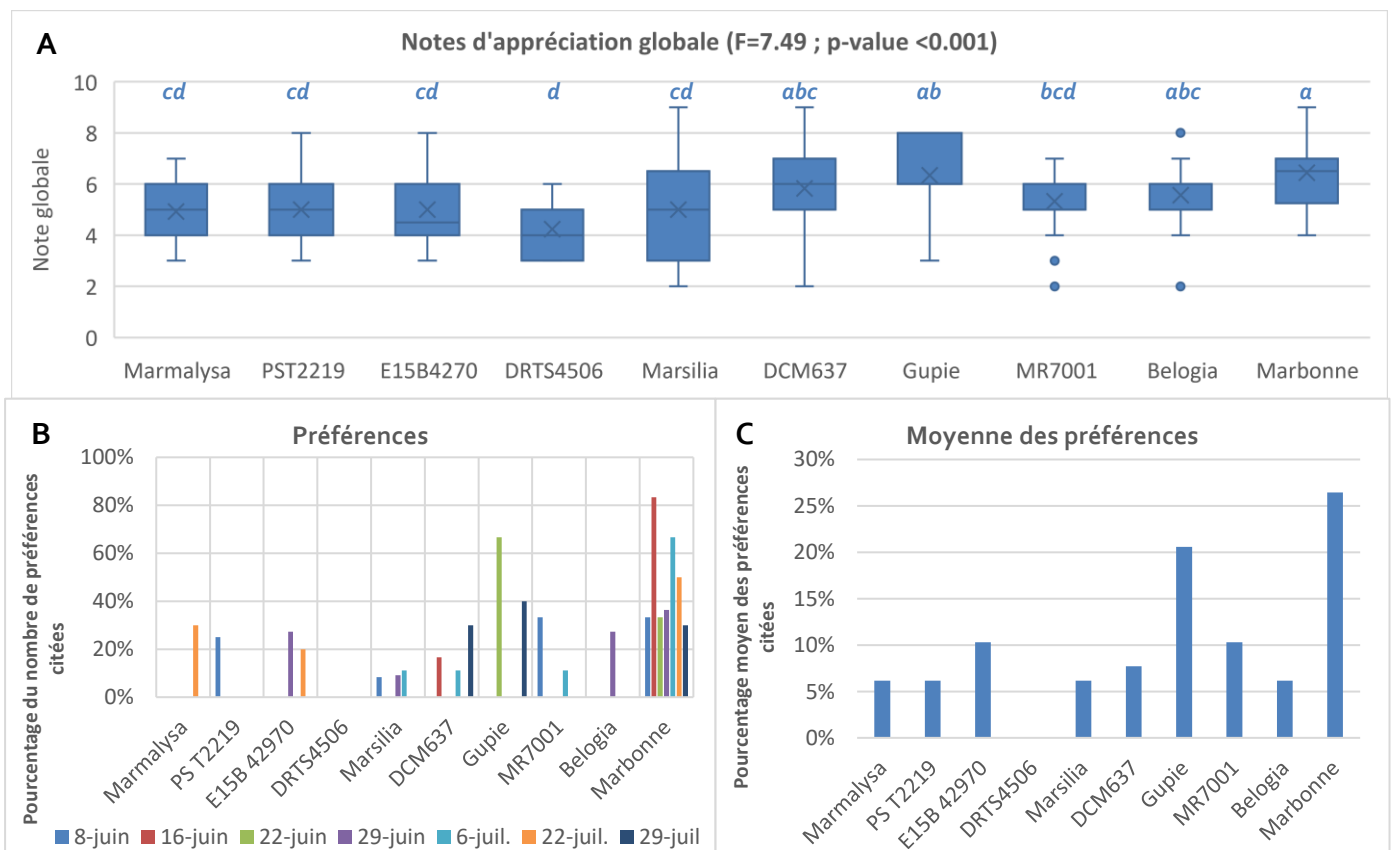 A
Notes d'appréciation globale (F=7.49 ; p-value <0.001)
Note globale
10
8
6
4
2
0
cd cd cd d cd abc ab bcd abc a
Marmalysa PST2219 E15B4270 DRTS4506 Marsilia DCM637 Gupie MR7001 Belogia Marbonne
B
Préférences
Pourcentage du nombre de préférences
citées
100%
80%
60%
40%
20%
0%
Marmalysa
PS T2219
E15B 42970
DRTS4506
Marsilia
DCM637
Gupie
MR7001
Belogia
Marbonne
8-juin 16-juin 22-juin 29-juin 6-juil. 22-juil. 29-juil
C
Moyenne des préférences
Pourcentage moyen des préférences
citées
30%
25%
20%
15%
10%
5%
0%
Marmalysa
PS T2219
E15B 42970
DRTS4506
Marsilia
DCM637
Gupie
MR7001
Belogia
Marbonne